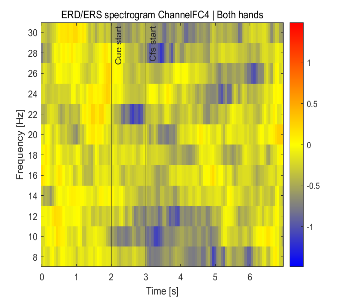 ERD/ERS spectrogram ChannelFC4 | Both hands
Frequency [Hz]
30
28
26
24
22
20
18
16
14
12
10
8
Cue start
Cfs start
1
0.5
0
-0.5
-1
0 1 2 3 4 5 6
Time [s]